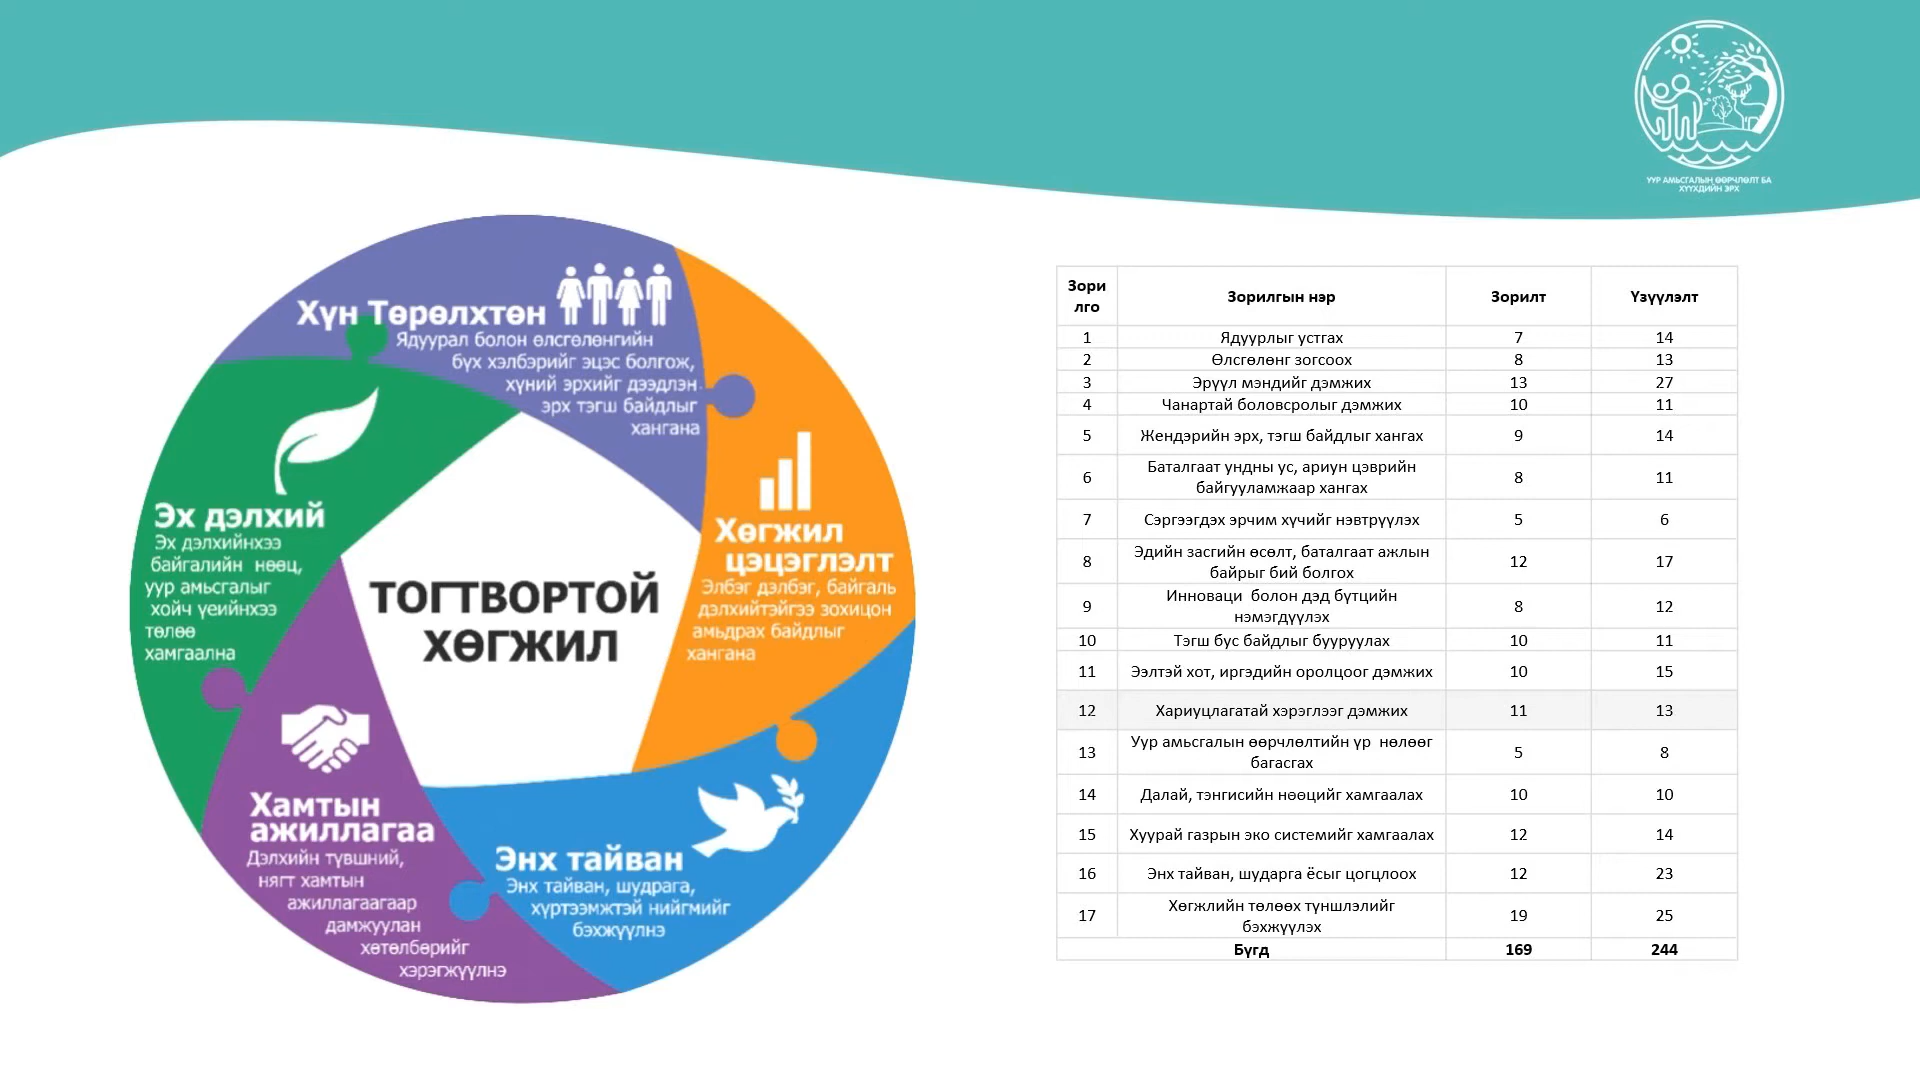 УУР АМЬСГАЛЫН ӨӨРЧЛӨЛТ БА
ХҮҮХДИЙН ЭРХ
Хүн Төрөлхтөн
Ядуурал болон өлсгөлөнгийн
бүх хэлбэрийг эцэс болгож,
хүний эрхийг дээдлэн
эрх тэгш байдлыг
хангана
Хөгжил
цэцэглэлт
Элбэг дэлбэг, байгаль
дэлхийтэйгээ зохицон
амьдрах байдлыг
хангана
Эх дэлхий
Эх дэлхийнхээ
байгалийн нөөц,
уур амьсгалыг
хойч үеийнхээ
төлөө
хамгаална
ТОГТВОРТОЙ
ХӨГЖИЛ
Хамтын
ажиллагаа
Дэлхийн түвшний,
нягт хамтын
ажиллагаагаар
дамжуулан
хөтөлбөрийг
хэрэгжүүлнэ
Энх тайван
Энх тайван, шудрага,
хүртээмжтэй нийгмийг
бэхжүүлнэ
Зори
лго
Зорилгын нэр
Зорилт
Үзүүлэлт
1 Ядуурлыг устгах 7 14
2 Өлсгөлөнг зогсоох 8 13
3 Эрүүл мэндийг дэмжих 13 27
4 Чанартай боловсролыг дэмжих 10 11
5 Жендэрийн эрх, тэгш байдлыг хангах 9 14
6 Баталгаат ундны ус, ариун цэврийн
байгууламжаар хангах 8 11
7 Сэргээгдэх эрчим хүчийг нэвтрүүлэх 5 6
8 Эдийн засгийн өсөлт, баталгаат ажлын
байрыг бий болгох 12 17
9 Инноваци болон дэд бүтцийн
нэмэгдүүлэх 8 12
10 Тэгш бус байдлыг бууруулах 10 11
11 Ээлтэй хот, иргэдийн оролцоог дэмжих 10 15
12 Хариуцлагатай хэрэглээг дэмжих 11 13
13 Уур амьсгалын өөрчлөлтийн үр нөлөөг
багасгах 5 8
14 Далай, тэнгисийн нөөцийг хамгаалах 10 10
15 Хуурай газрын эко системийг хамгаалах 12 14
16 Энх тайван, шударга ёсыг цогцлоох 12 23
17 Хөгжлийн төлөөх түншлэлийг
бэхжүүлэх 19 25
Бүгд 169 244